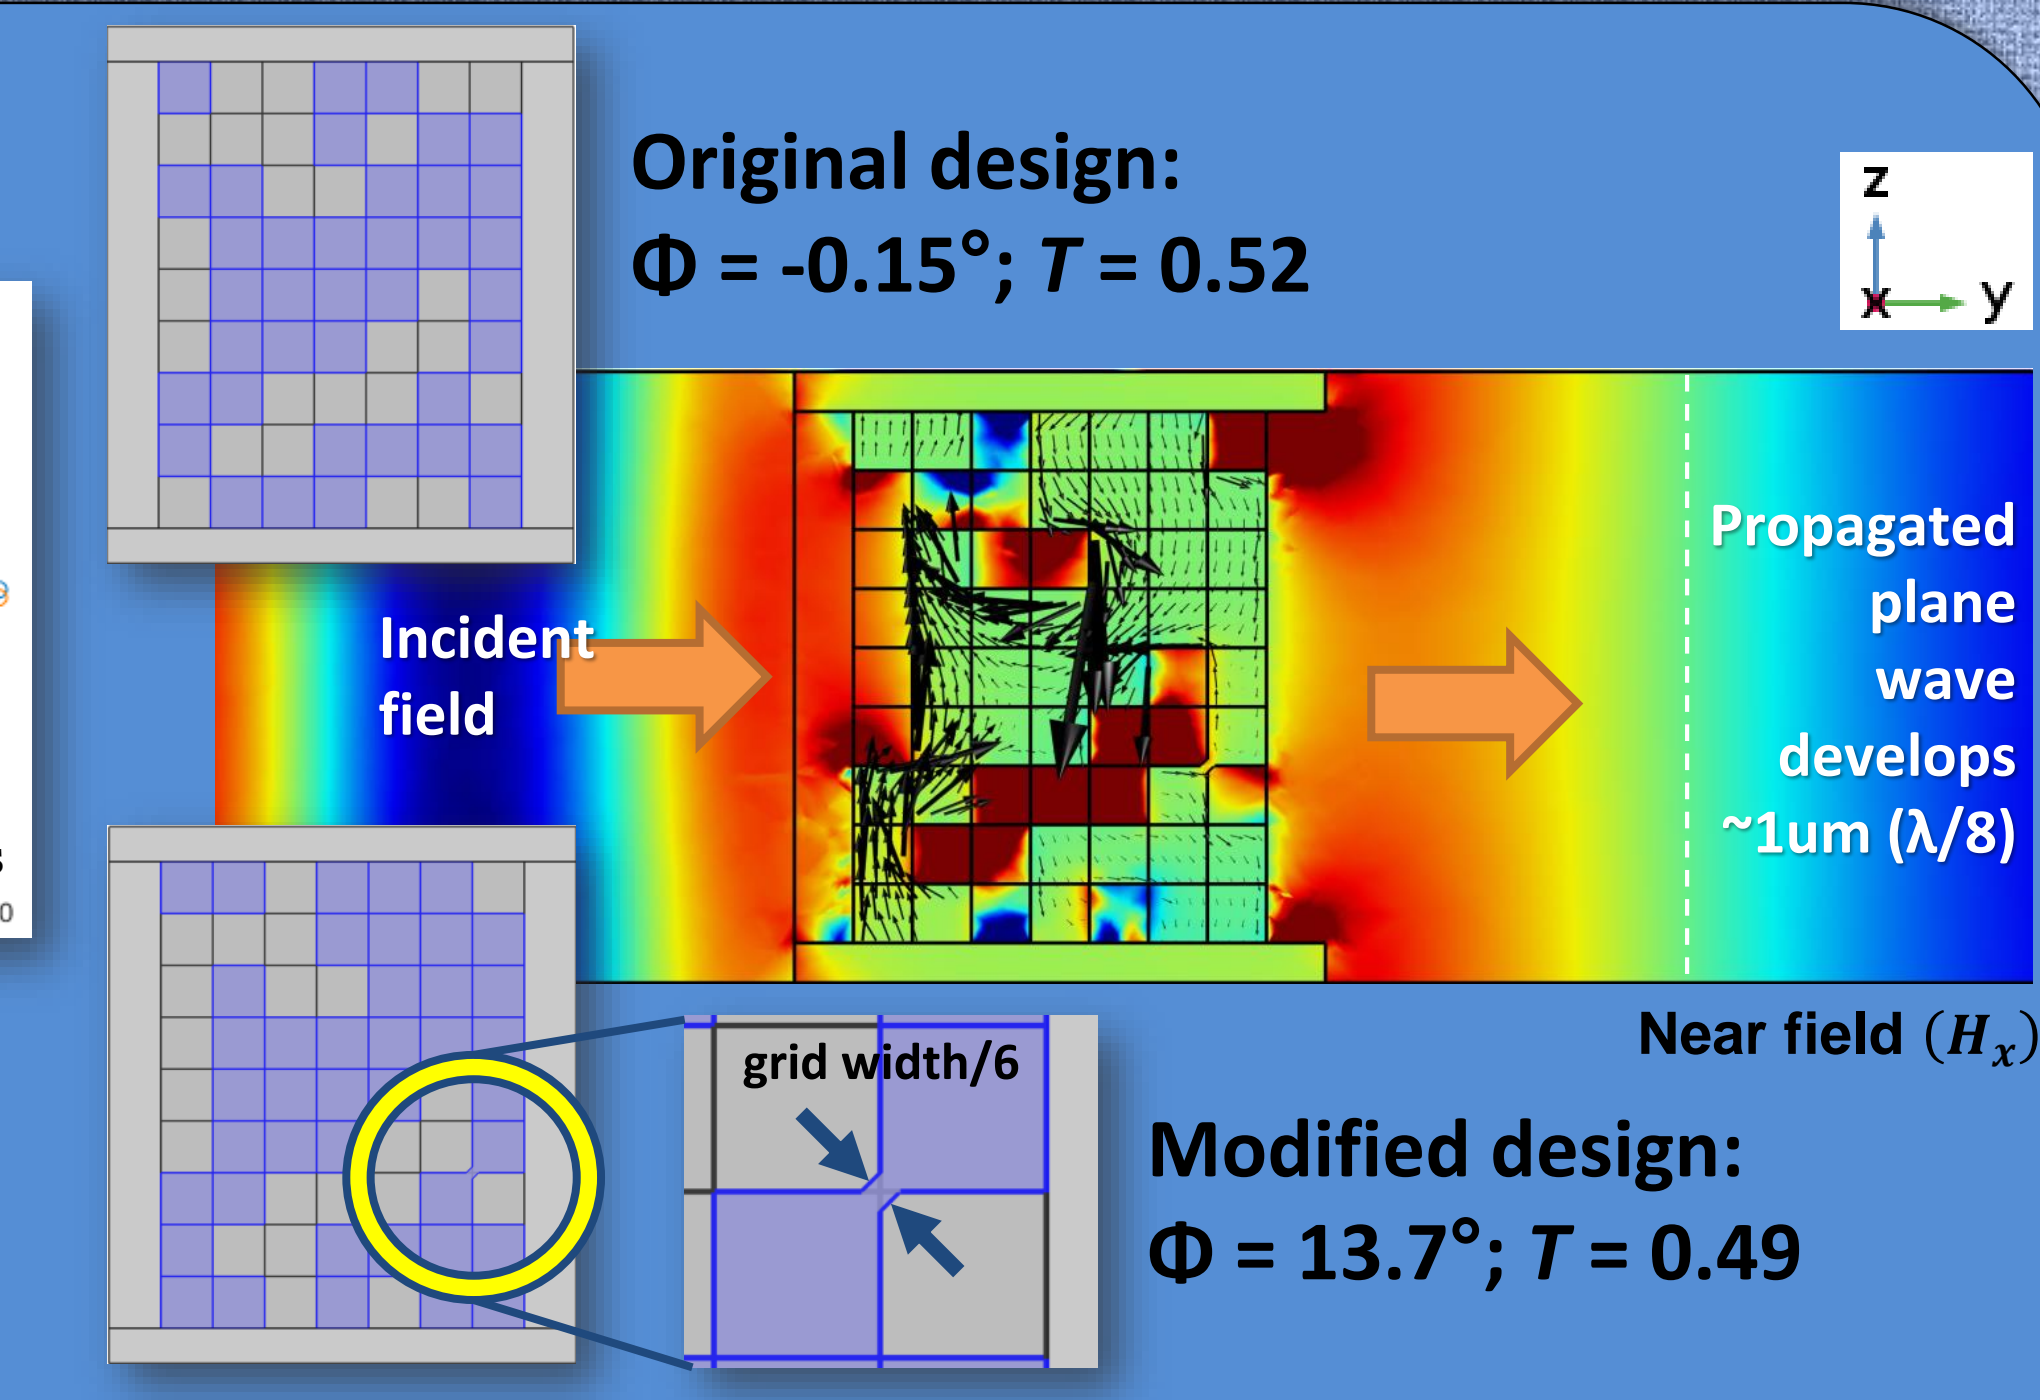 Original design:
Φ = -0.15°; T = 0.52
z
x
y
Incident
field
Propagated
plane
wave
develops
~1um (λ/8)
s
0
Near field (Hₓ)
grid width/6
Modified design:
Φ = 13.7°; T = 0.49